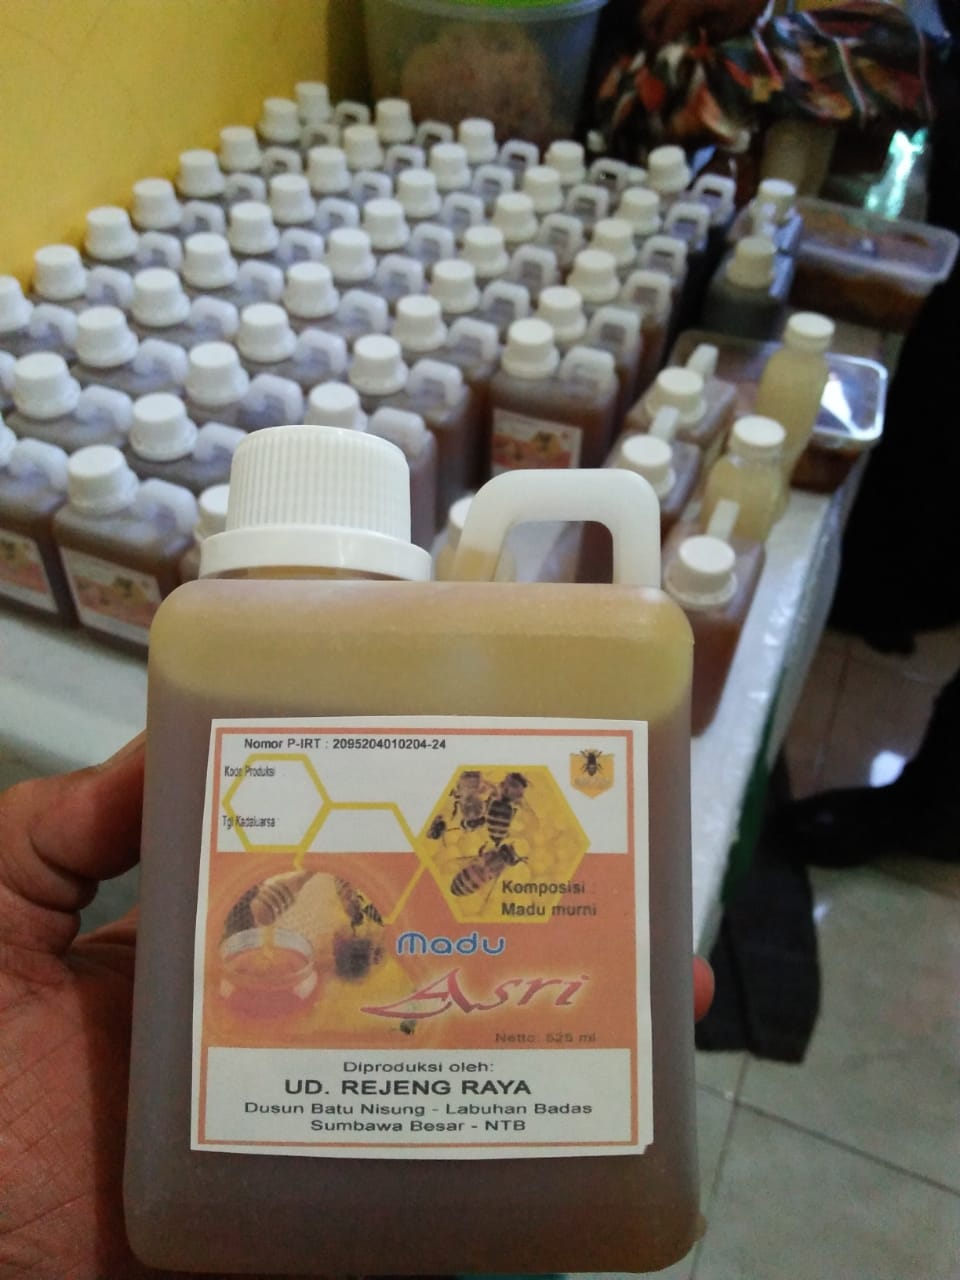 Nomor P-IRT : 2095204010204-24
Kode Produksi
Tgl Kadaluarsa :
Komposisi :
Madu murni
Madu
Asri
Netto: 525 ml
Diproduksi oleh:
UD. REJENG RAYA
Dusun Batu Nisung - Labuhan Badas
Sumbawa Besar - NTB